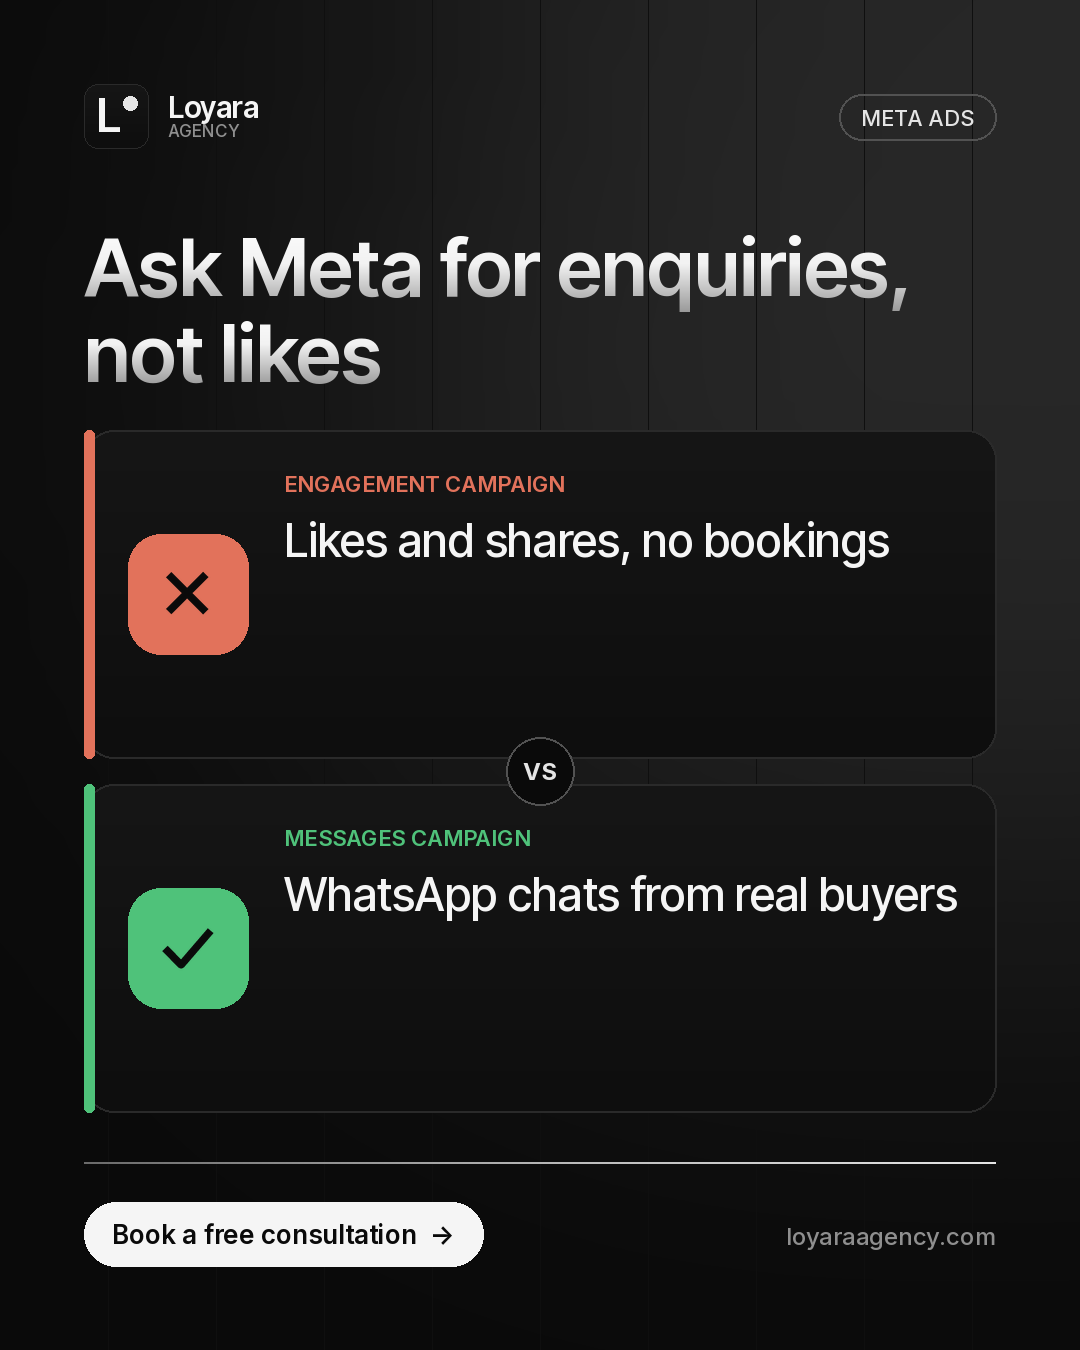 Loyara
AGENCY
META ADS
Ask Meta for enquiries,
not likes
ENGAGEMENT CAMPAIGN
Likes and shares, no bookings
VS
MESSAGES CAMPAIGN
WhatsApp chats from real buyers
Book a free consultation →
loyaraagency.com